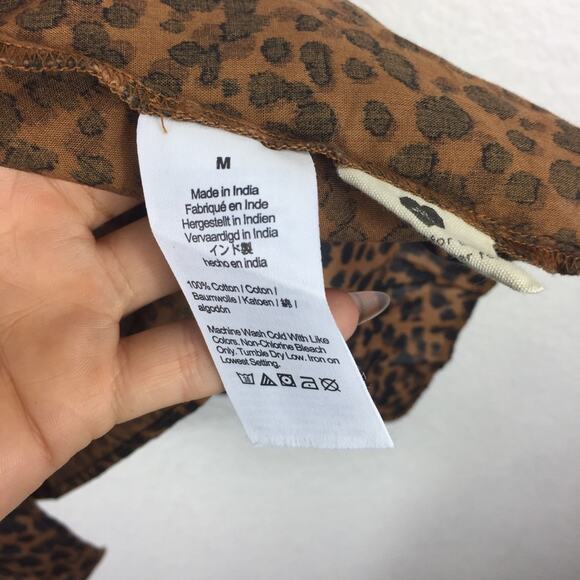 M
Made in India
Fabriqué en Inde
Hergestellt in Indien
Vervaardigd in India
インド製
hecho en india
100% Cotton / Coton /
Baumwolle / Katoen / 綿 /
algodón
Machine Wash Cold With Like
Colors. Non-Chlorine Bleach
Only. Tumble Dry Low. Iron on
Lowest Setting.